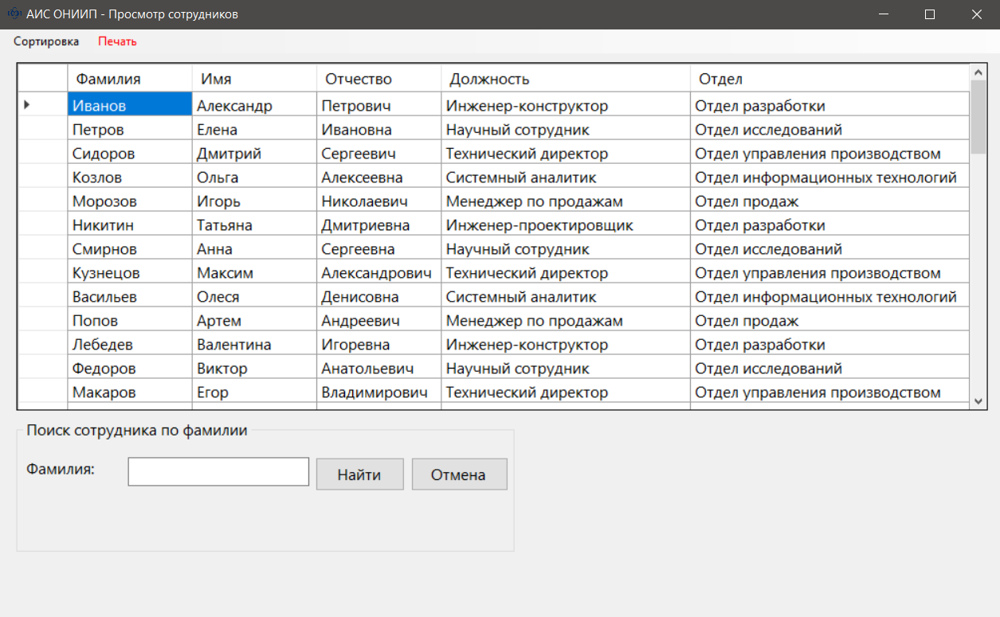 АИС ОНИИП - Просмотр сотрудников
Сортировка Печать
Фамилия Имя Отчество Должность Отдел
Иванов Александр Петрович Инженер-конструктор Отдел разработки
Петров Елена Ивановна Научный сотрудник Отдел исследований
Сидоров Дмитрий Сергеевич Технический директор Отдел управления производством
Козлов Ольга Алексеевна Системный аналитик Отдел информационных технологий
Морозов Игорь Николаевич Менеджер по продажам Отдел продаж
Никитин Татьяна Дмитриевна Инженер-проектировщик Отдел разработки
Смирнов Анна Сергеевна Научный сотрудник Отдел исследований
Кузнецов Максим Александрович Технический директор Отдел управления производством
Васильев Олеся Денисовна Системный аналитик Отдел информационных технологий
Попов Артем Андреевич Менеджер по продажам Отдел продаж
Лебедев Валентина Игоревна Инженер-конструктор Отдел разработки
Федоров Виктор Анатольевич Научный сотрудник Отдел исследований
Макаров Егор Владимирович Технический директор Отдел управления производством
Поиск сотрудника по фамилии
Фамилия: Найти Отмена